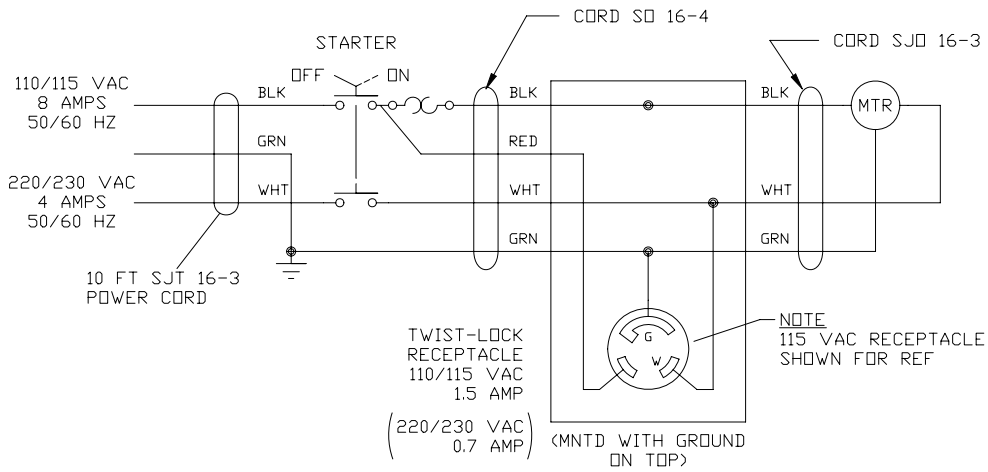 CORD SO 16-4
STARTER
CORD SJO 16-3
OFF
ON
110/115 VAC
8 AMPS
50/60 HZ
BLK
BLK
BLK
MTR
GRN
RED
220/230 VAC
4 AMPS
50/60 HZ
WHT
WHT
WHT
GRN
GRN
10 FT SJT 16-3
POWER CORD
TWIST-LOCK
RECEPTACLE
110/115 VAC
1.5 AMP
(220/230 VAC
0.7 AMP)
G
W
NOTE
115 VAC RECEPTACLE
SHOWN FOR REF
(MNTD WITH GROUND
ON TOP)